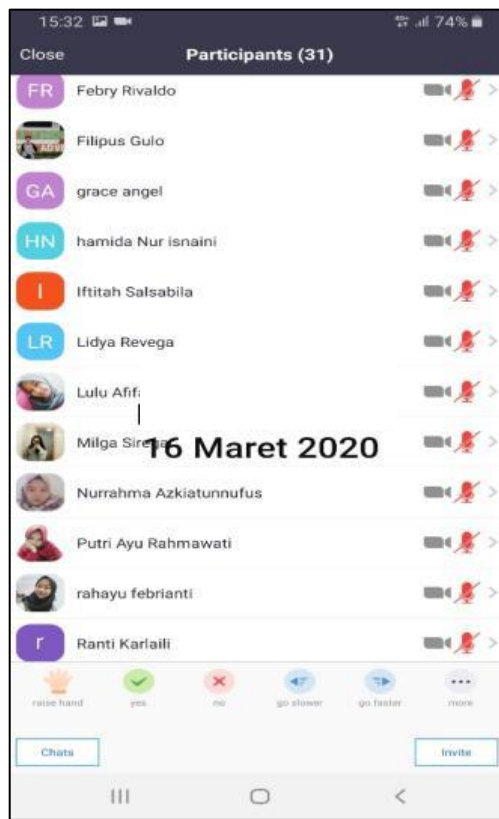 15:32 74%
Close Participants (31)
FR Febry Rivaldo
Filipus Gulo
GA grace angel
HN hamida Nur isnaini
I Iftitah Salsabila
LR Lidya Revega
Lulu Afifa
Milga Siregar
16 Maret 2020
Nurrahma Azkiatunnufus
Putri Ayu Rahmawati
rahayu febrianti
r Ranti Karlaili
raise hand yes no go slower go faster more
Chats Invite